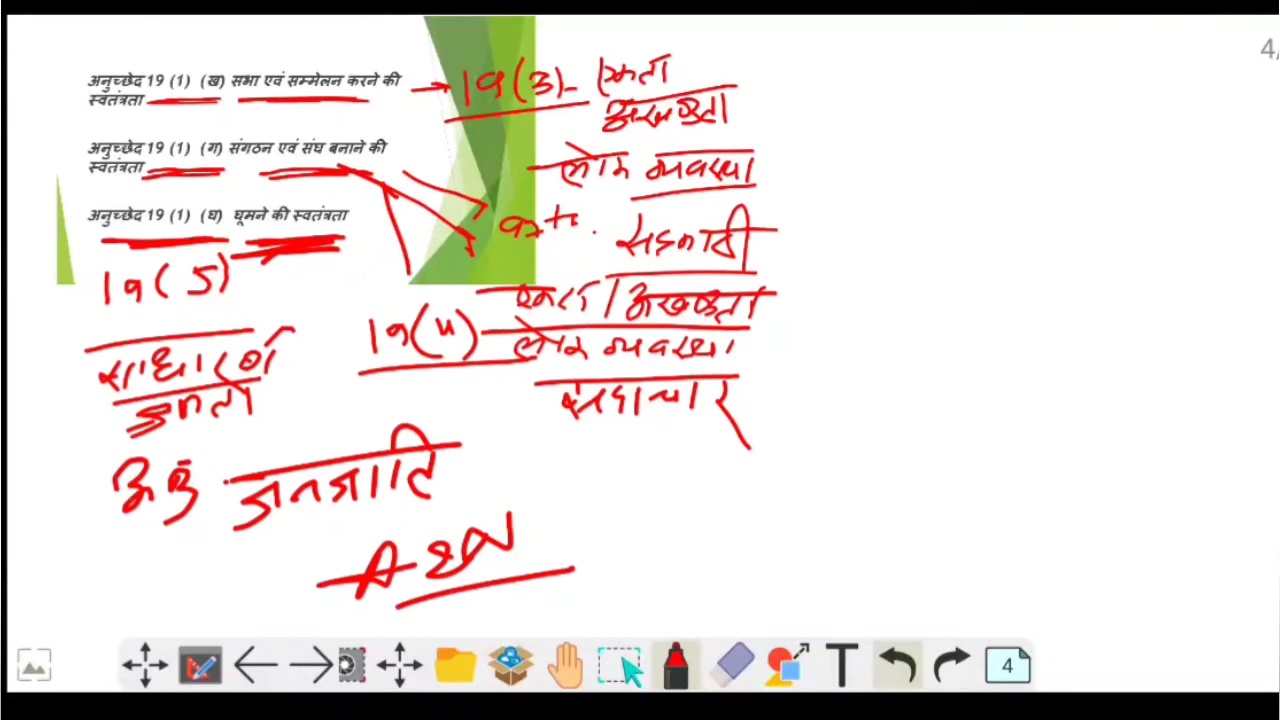 अनुच्छेद 19 (1) (ख) सभा एवं सम्मेलन करने की
स्वतंत्रता
19(3)- एकता
अखण्डता
अनुच्छेद 19 (1) (ग) संगठन एवं संघ बनाने की
स्वतंत्रता
लोक व्यवस्था
अनुच्छेद 19 (1) (घ) घूमने की स्वतंत्रता
सहकारी
19(5)
एकता / अखण्डता
19(4)
लोक व्यवस्था
साधारण
जनता
सदाचार
अनु. जनजाति
4
4